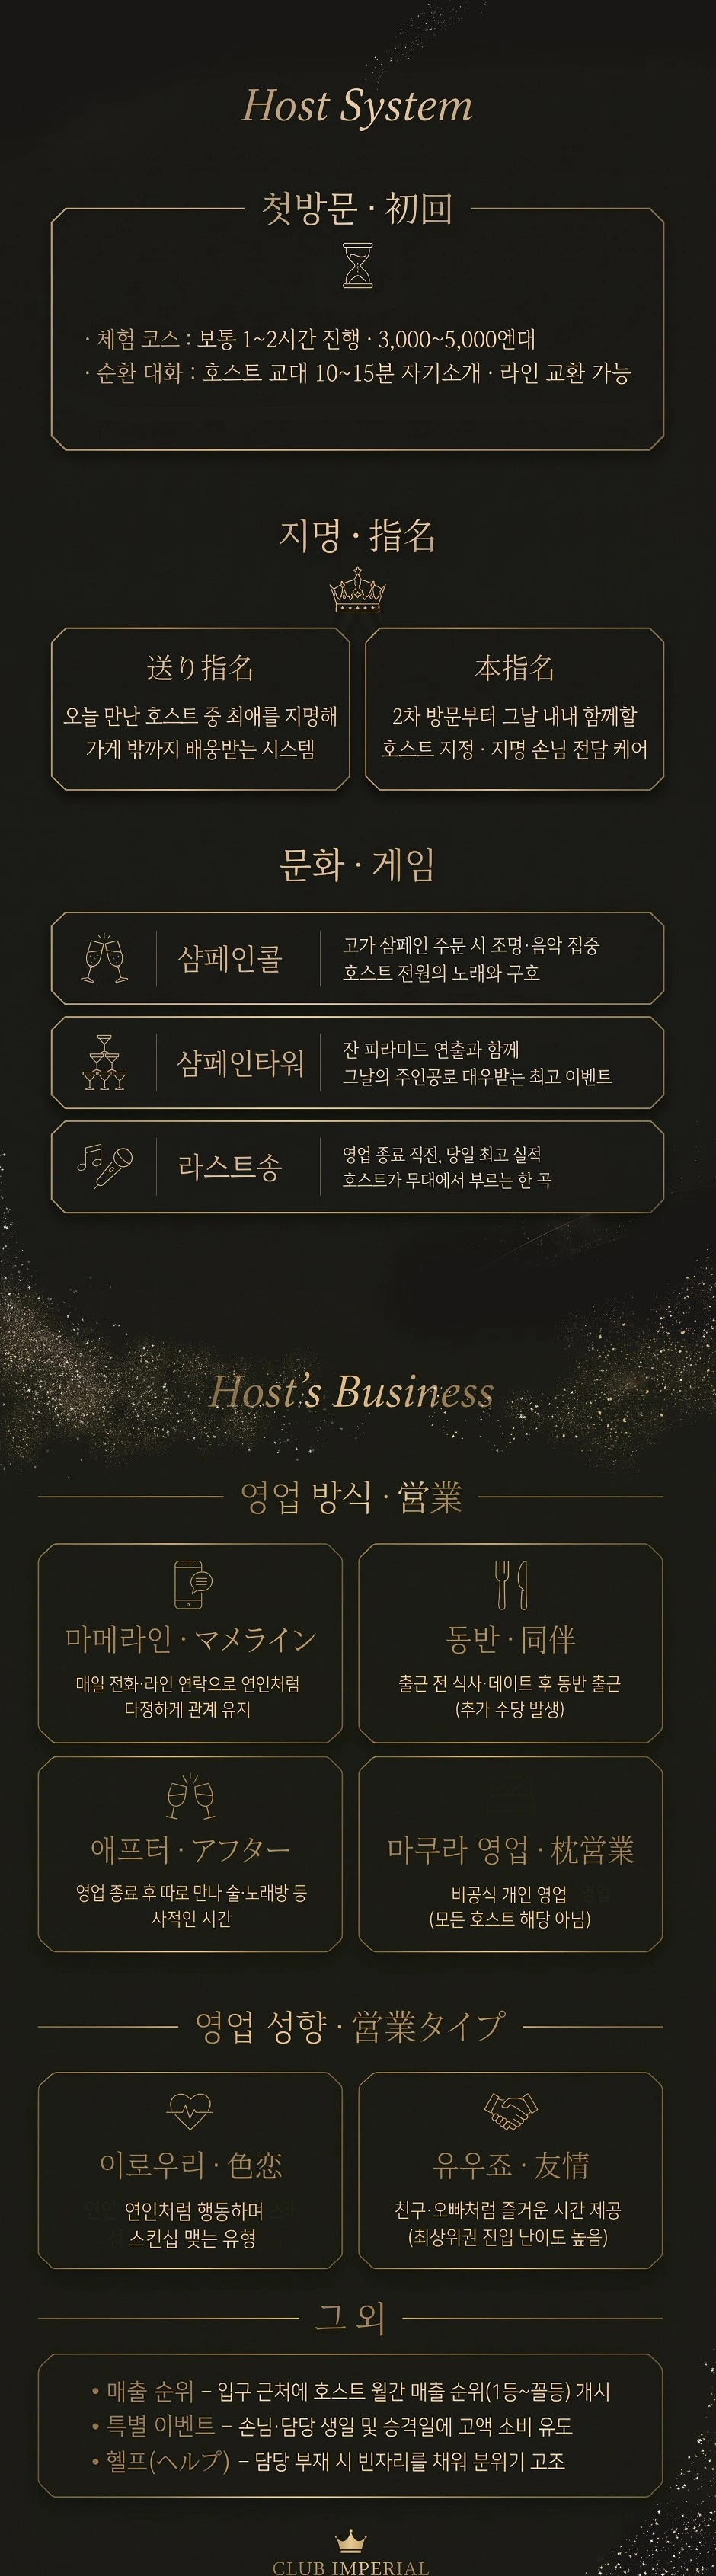 Host System
첫방문 · 初回
· 체험 코스 : 보통 1~2시간 진행 · 3,000~5,000엔대
· 순환 대화 : 호스트 교대 10~15분 자기소개 · 라인 교환 가능
지명 · 指名
送り指名
오늘 만난 호스트 중 최애를 지명해
가게 밖까지 배웅받는 시스템
本指名
2차 방문부터 그날 내내 함께할
호스트 지정 · 지명 손님 전담 케어
문화 · 게임
샴페인콜
고가 샴페인 주문 시 조명·음악 집중
호스트 전원의 노래와 구호
샴페인타워
잔 피라미드 연출과 함께
그날의 주인공로 대우받는 최고 이벤트
라스트송
영업 종료 직전, 당일 최고 실적
호스트가 무대에서 부르는 한 곡
Host's Business
영업 방식 · 営業
마메라인 · マメライン
매일 전화·라인 연락으로 연인처럼
다정하게 관계 유지
동반 · 同伴
출근 전 식사·데이트 후 동반 출근
(추가 수당 발생)
애프터 · アフター
영업 종료 후 따로 만나 술·노래방 등
사적인 시간
마쿠라 영업 · 枕営業
비공식 개인 영업
(모든 호스트 해당 아님)
영업 성향 · 営業タイプ
이로우리 · 色恋
연인처럼 행동하며
스킨십 맺는 유형
유우죠 · 友情
친구·오빠처럼 즐거운 시간 제공
(최상위권 진입 난이도 높음)
그 외
• 매출 순위 – 입구 근처에 호스트 월간 매출 순위(1등~꼴등) 개시
• 특별 이벤트 – 손님·담당 생일 및 승격일에 고액 소비 유도
• 헬프(ヘルプ) – 담당 부재 시 빈자리를 채워 분위기 고조
CLUB IMPERIAL